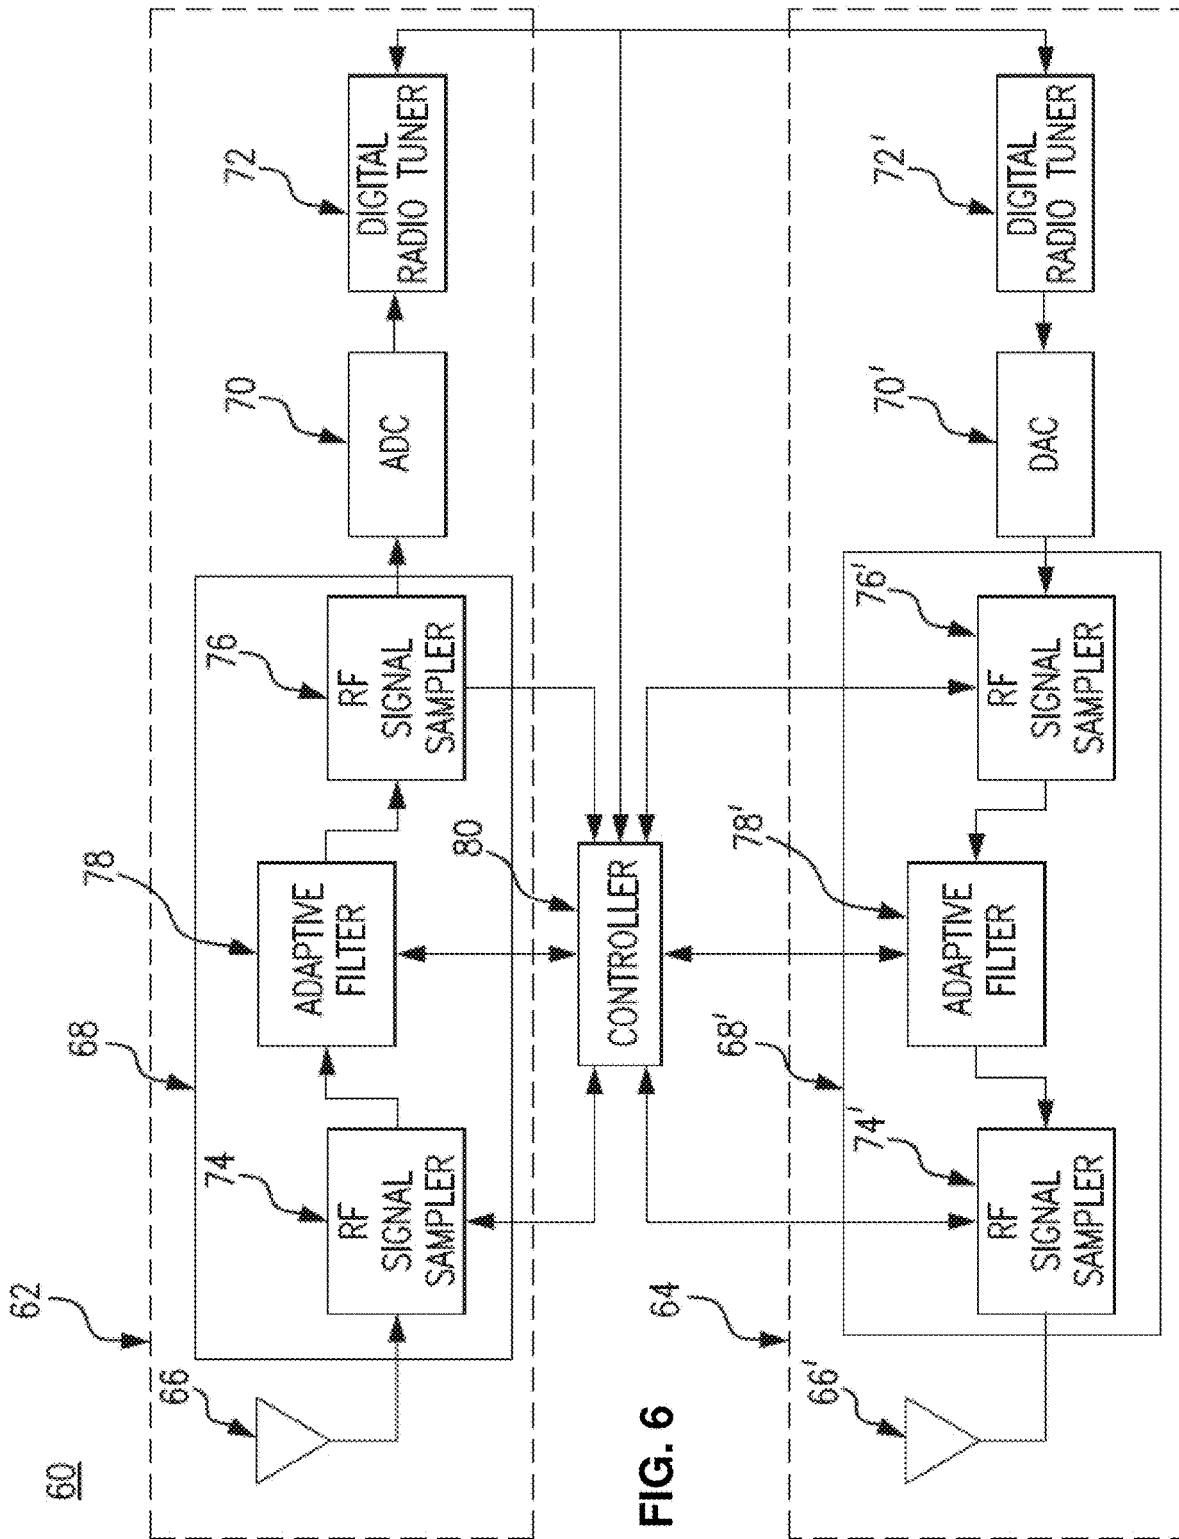 60
62
66
68
74
RF
SIGNAL
SAMPLER
78
ADAPTIVE
FILTER
76
RF
SIGNAL
SAMPLER
70
ADC
72
DIGITAL
RADIO TUNER
80
CONTROLLER
64
66'
68'
74'
RF
SIGNAL
SAMPLER
78'
ADAPTIVE
FILTER
76'
RF
SIGNAL
SAMPLER
70'
DAC
72'
DIGITAL
RADIO TUNER
FIG. 6